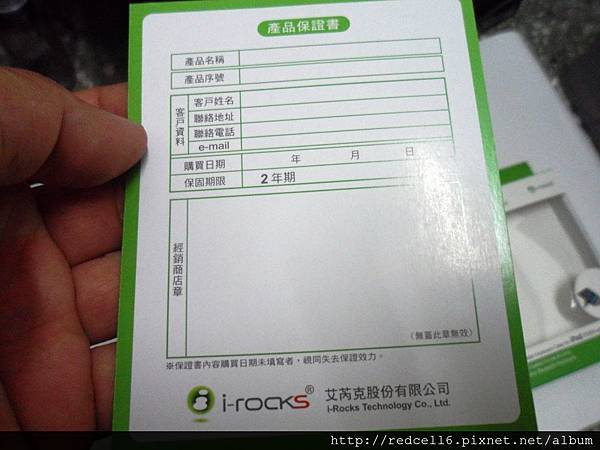 產品保證書
產品名稱
產品序號
客戶資料
客戶姓名
聯絡地址
聯絡電話
e-mail
購買日期 年 月 日
保固期限 2年期
經銷商店章
(無蓋此章無效)
※保證書內容購買日期未填寫者，視同失去保證效力。
i-rocks® 艾芮克股份有限公司
i-Rocks Technology Co., Ltd.
http://redcell6.pixnet.net/album